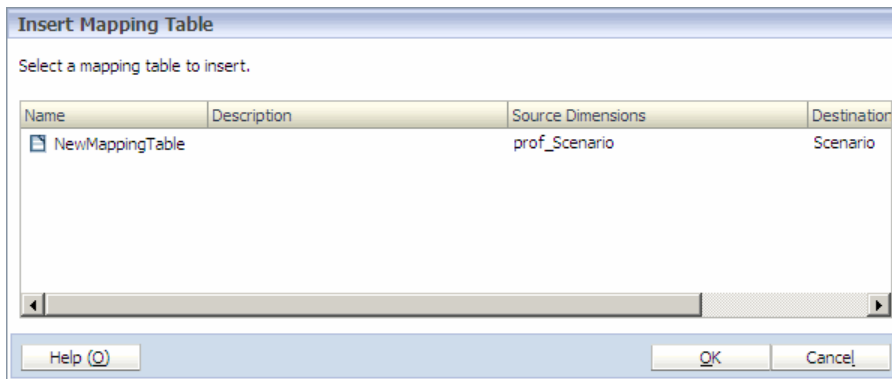 Insert Mapping Table
Select a mapping table to insert.
Name Description Source Dimensions Destination
NewMappingTable prof_Scenario Scenario
Help (O) OK Cancel